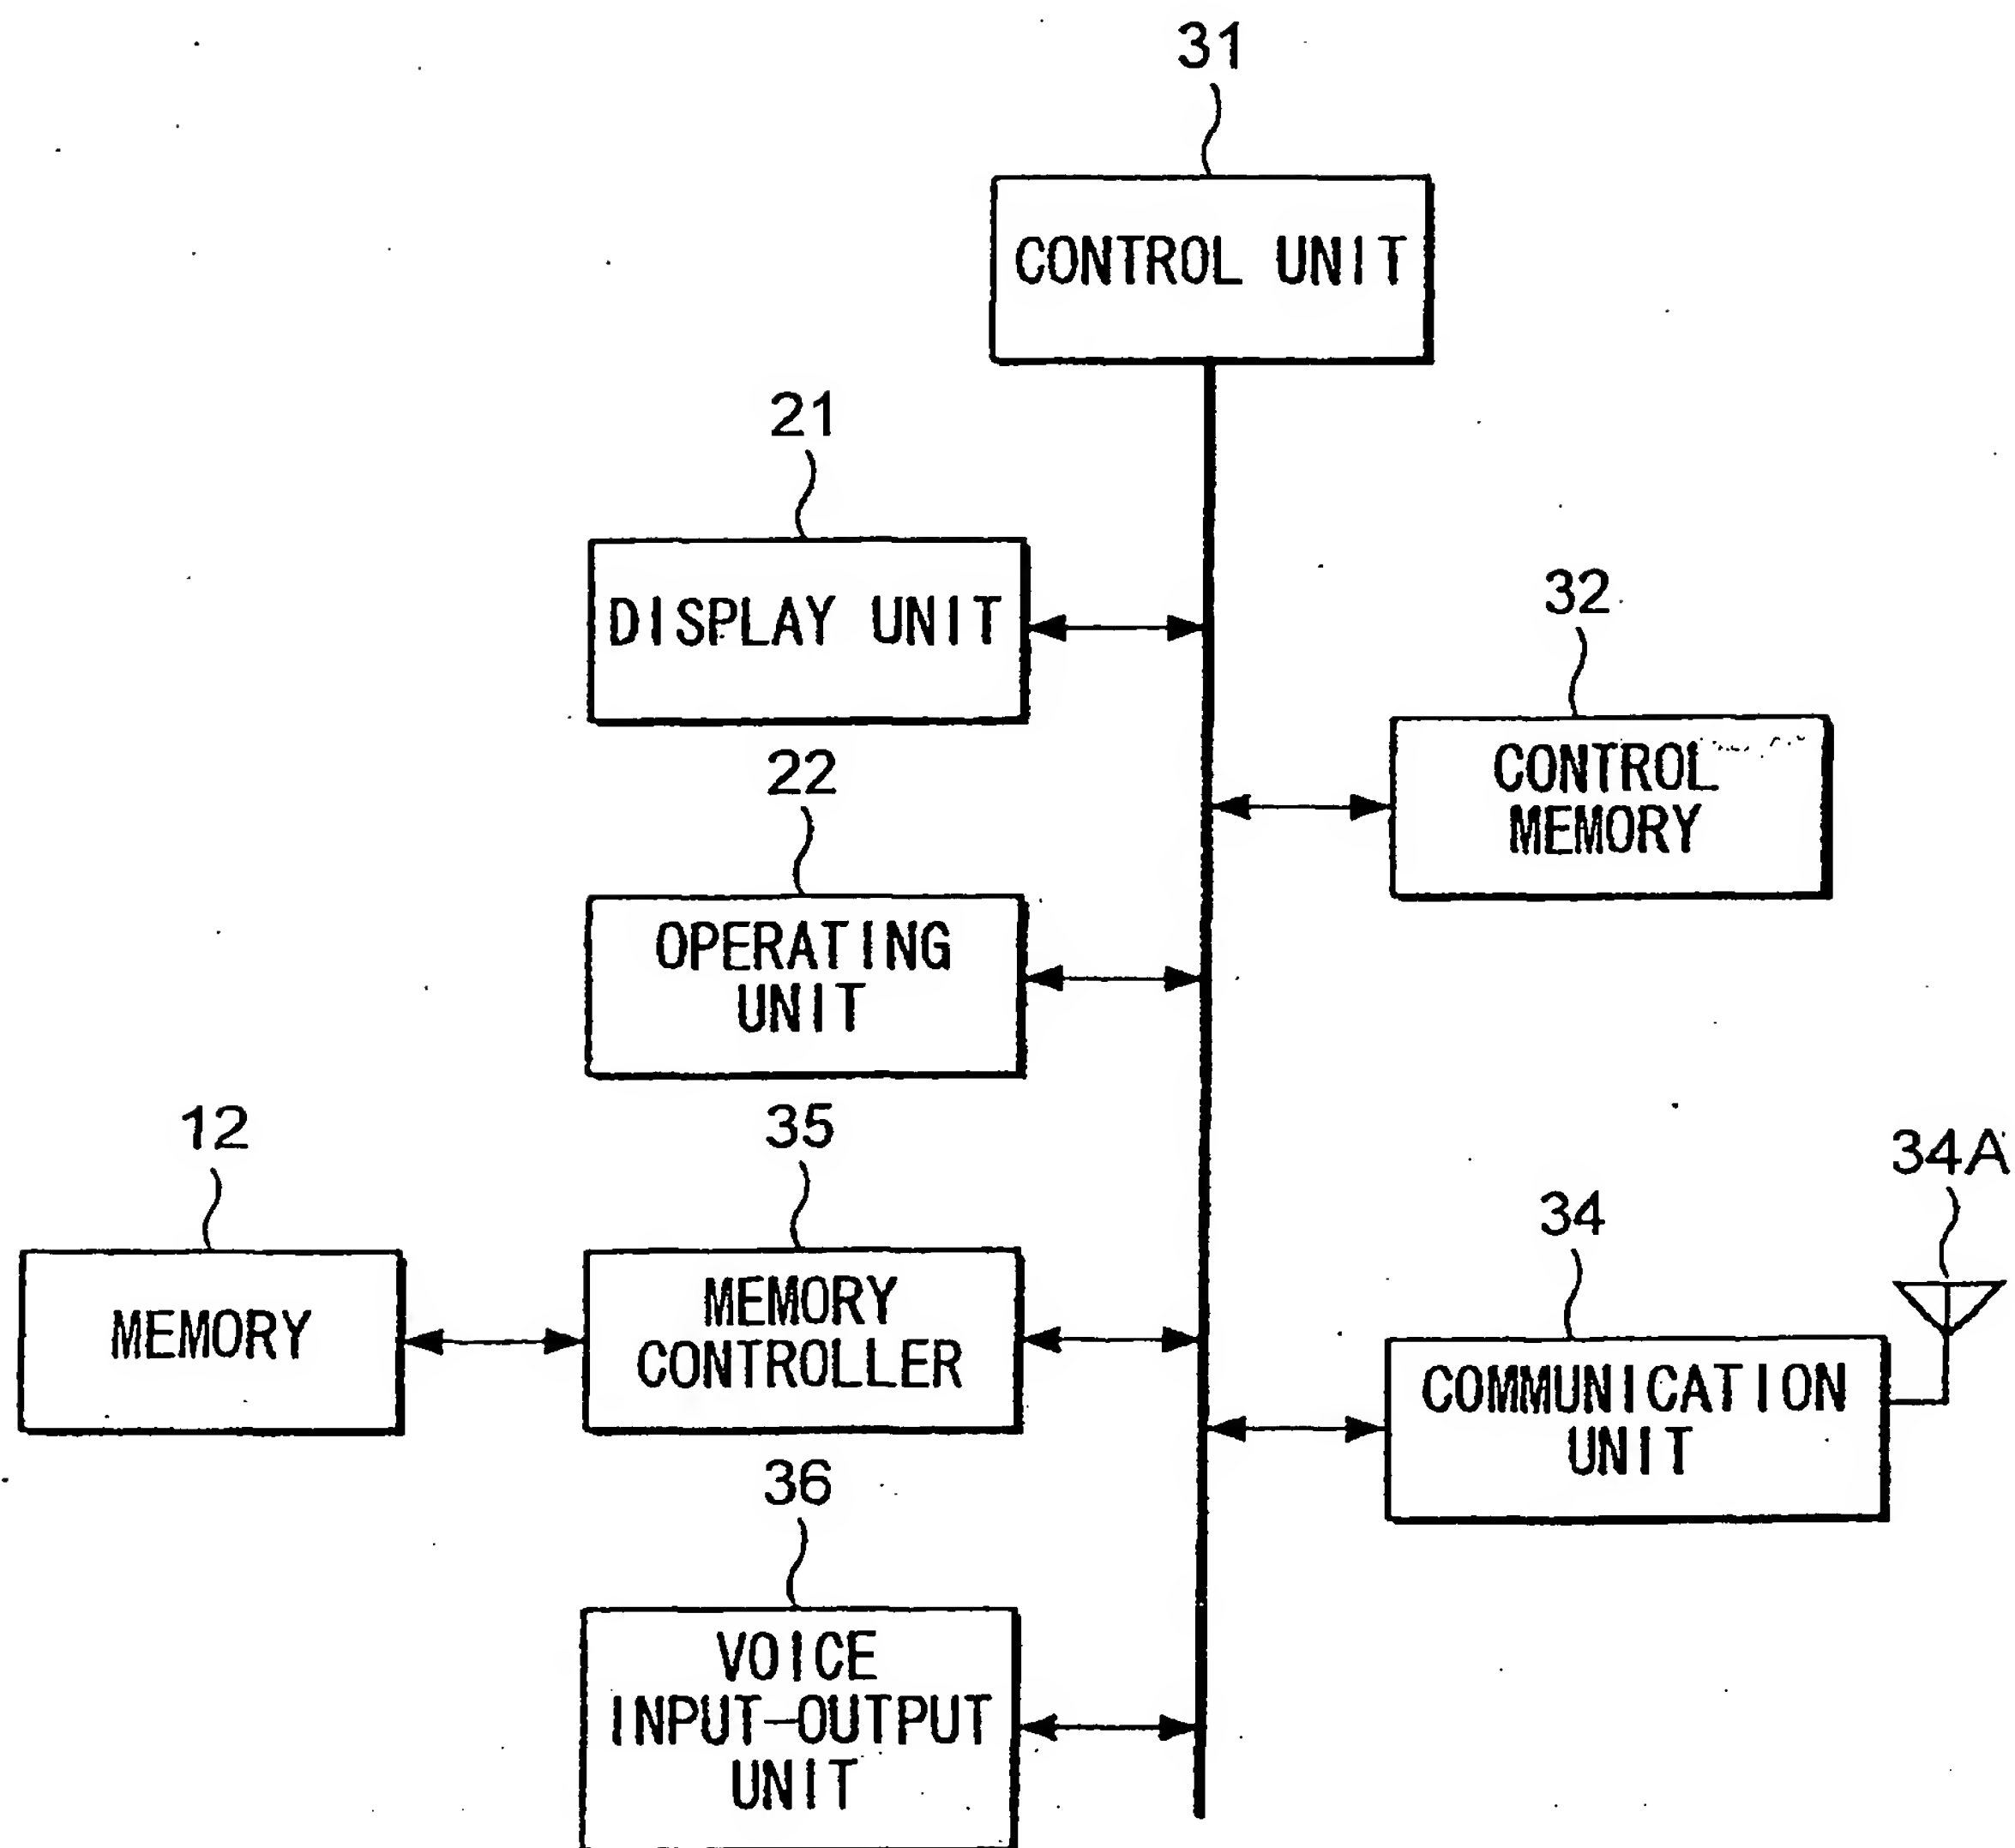 31
CONTROL UNIT
21
DISPLAY UNIT
32
CONTROL
MEMORY
22
OPERATING
UNIT
12
MEMORY
35
MEMORY
CONTROLLER
34
34A
COMMUNICATION
UNIT
36
VOICE
INPUT-OUTPUT
UNIT